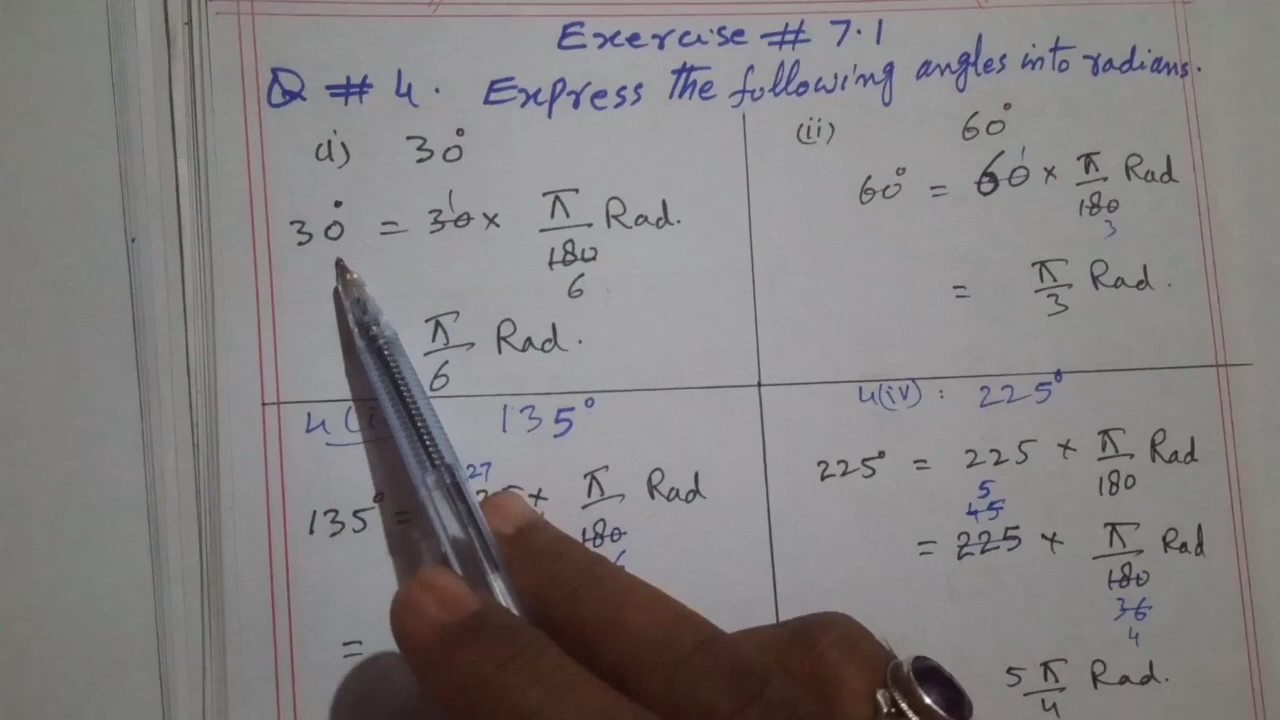 Exercise # 7.1
Q # 4. Express the following angles into radians.
(i) 30°
30° = 30 1 × π/180 6 Rad.
π/6 Rad.
(ii) 60°
60° = 60 1 × π/180 3 Rad
= π/3 Rad.
135°
27
135° = × π/180 Rad
=
4(iv) : 225°
225° = 225 × π/180 Rad
5
45
= 225 × π/180 Rad
36
4
5π/4 Rad.